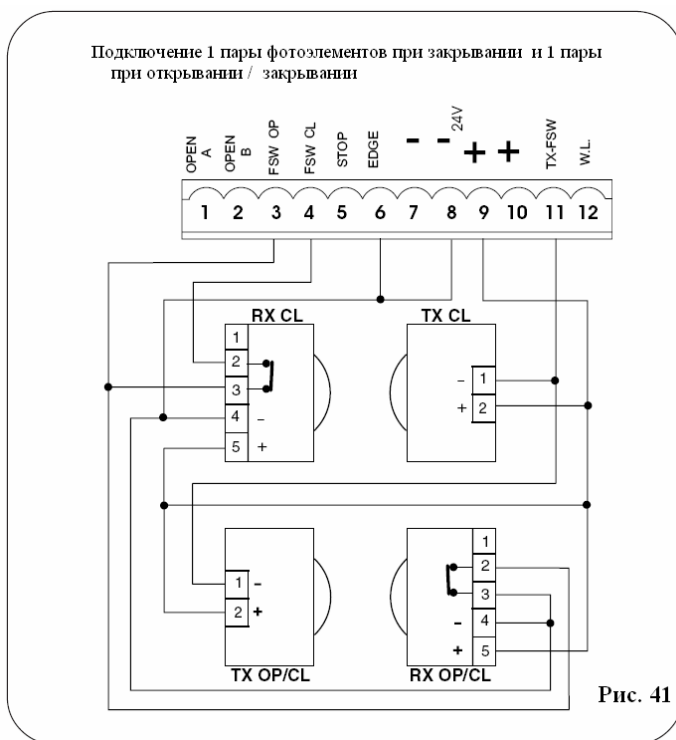 Подключение 1 пары фотоэлементов при закрывании и 1 пары
при открывании / закрывании
OPEN A
OPEN B
FSW OP
FSW CL
STOP
EDGE
-
-
24V
+
+
TX-FSW
W.L.
1 2 3 4 5 6 7 8 9 10 11 12
RX CL
1
2
3
4 -
5 +
TX CL
- 1
+ 2
1 -
2 +
TX OP/CL
1
2
3
- 4
+ 5
RX OP/CL
Рис. 41